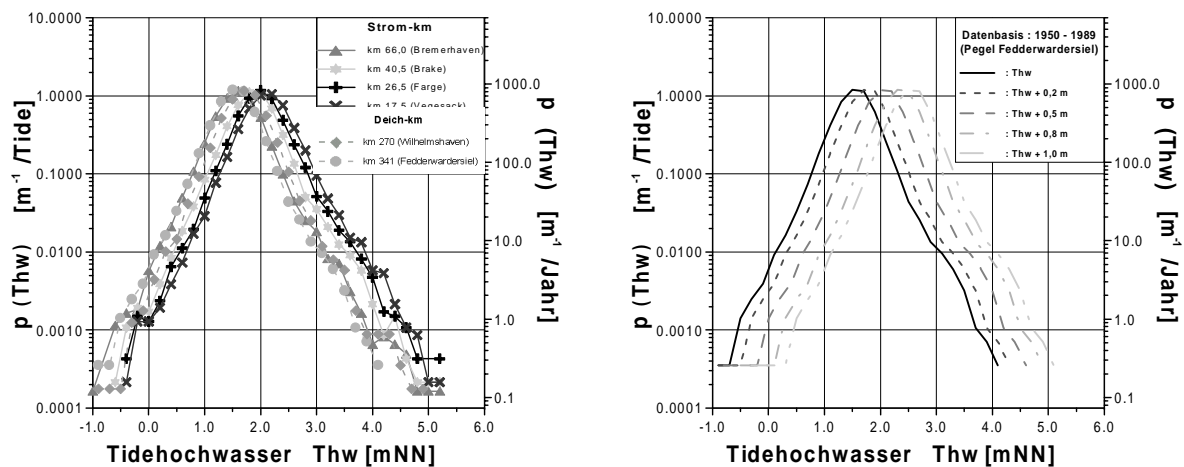 10.0000
1.0000
0.1000
0.0100
0.0010
0.0001
p (Thw) [m⁻¹/Tide]
-1.0 0.0 1.0 2.0 3.0 4.0 5.0 6.0
Tidehochwasser Thw [mNN]
1000.0
100.0
10.0
1.0
0.1
p (Thw) [m⁻¹/Jahr]
Strom-km
km 66,0 (Bremerhaven)
km 40,5 (Brake)
km 26,5 (Farge)
km 17,5 (Vegesack)
Deich-km
km 270 (Wilhelmshaven)
km 341 (Fedderwardersiel)
10.0000
1.0000
0.1000
0.0100
0.0010
0.0001
p (Thw) [m⁻¹/Tide]
-1.0 0.0 1.0 2.0 3.0 4.0 5.0 6.0
Tidehochwasser Thw [mNN]
1000.0
100.0
10.0
1.0
0.1
p (Thw) [m⁻¹/Jahr]
Datenbasis : 1950 - 1989
(Pegel Fedderwardersiel)
: Thw
: Thw + 0,2 m
: Thw + 0,5 m
: Thw + 0,8 m
: Thw + 1,0 m